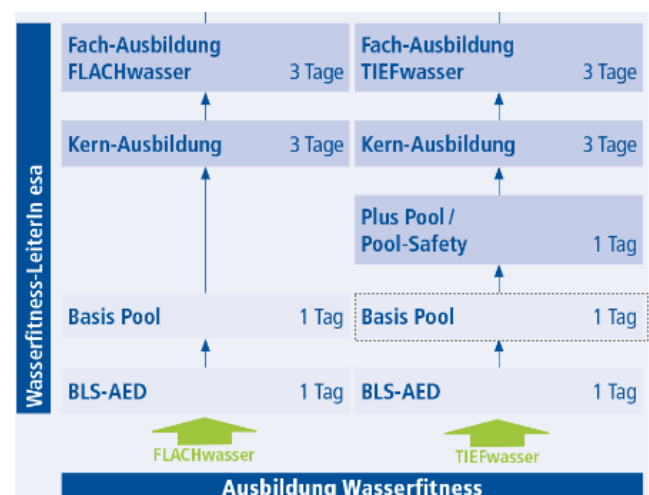 Wasserfitness-LeiterIn esa
Fach-Ausbildung
FLACHwasser 3 Tage
Fach-Ausbildung
TIEFwasser 3 Tage
Kern-Ausbildung 3 Tage
Kern-Ausbildung 3 Tage
Plus Pool /
Pool-Safety 1 Tag
Basis Pool 1 Tag
Basis Pool 1 Tag
BLS-AED 1 Tag
BLS-AED 1 Tag
FLACHwasser
TIEFwasser
Ausbildung Wasserfitness